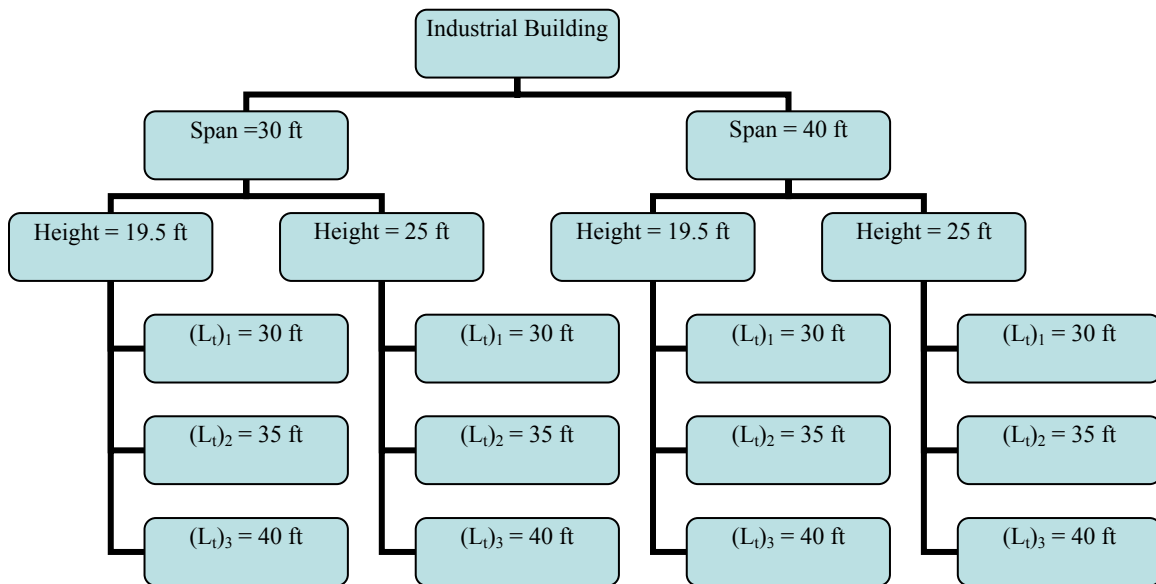 Industrial Building
Span =30 ft
Span = 40 ft
Height = 19.5 ft
Height = 25 ft
Height = 19.5 ft
Height = 25 ft
(Lt)1 = 30 ft
(Lt)1 = 30 ft
(Lt)1 = 30 ft
(Lt)1 = 30 ft
(Lt)2 = 35 ft
(Lt)2 = 35 ft
(Lt)2 = 35 ft
(Lt)2 = 35 ft
(Lt)3 = 40 ft
(Lt)3 = 40 ft
(Lt)3 = 40 ft
(Lt)3 = 40 ft